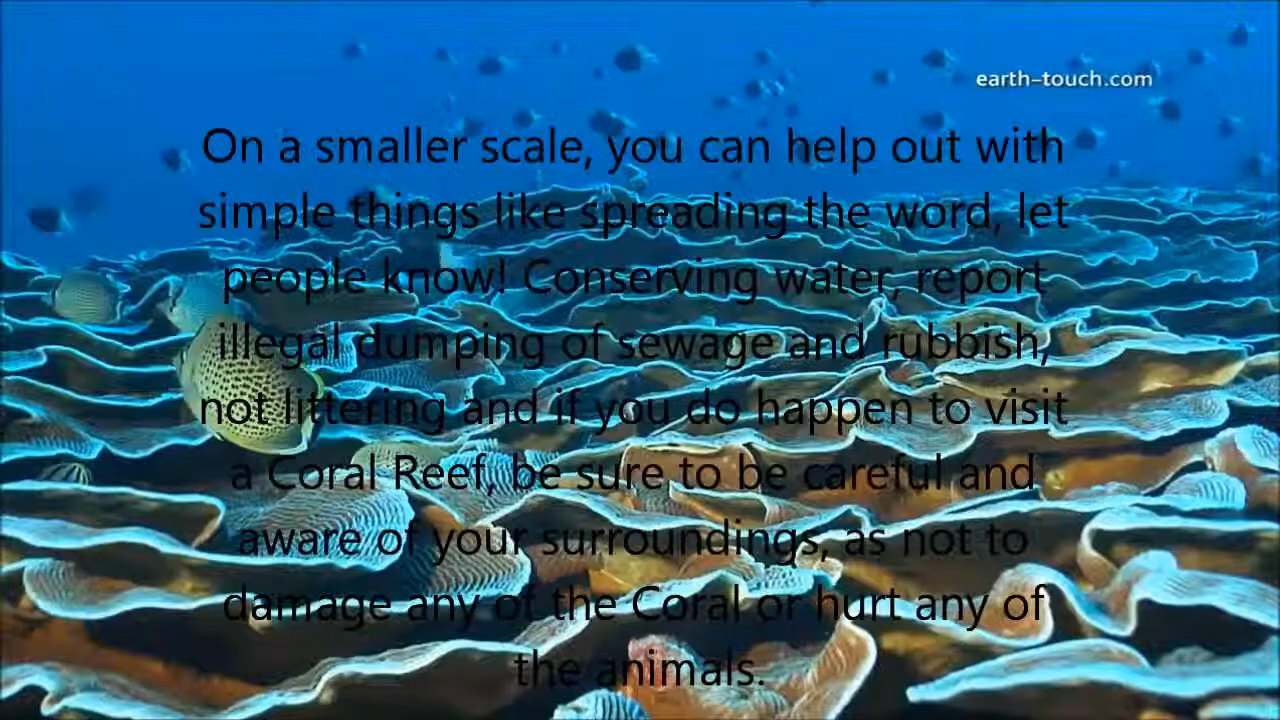 earth-touch.com
On a smaller scale, you can help out with
simple things like spreading the word, let
people know! Conserving water, report
illegal dumping of sewage and rubbish,
not littering and if you do happen to visit
a Coral Reef, be sure to be careful and
aware of your surroundings, as not to
damage any of the Coral or hurt any of
the animals.